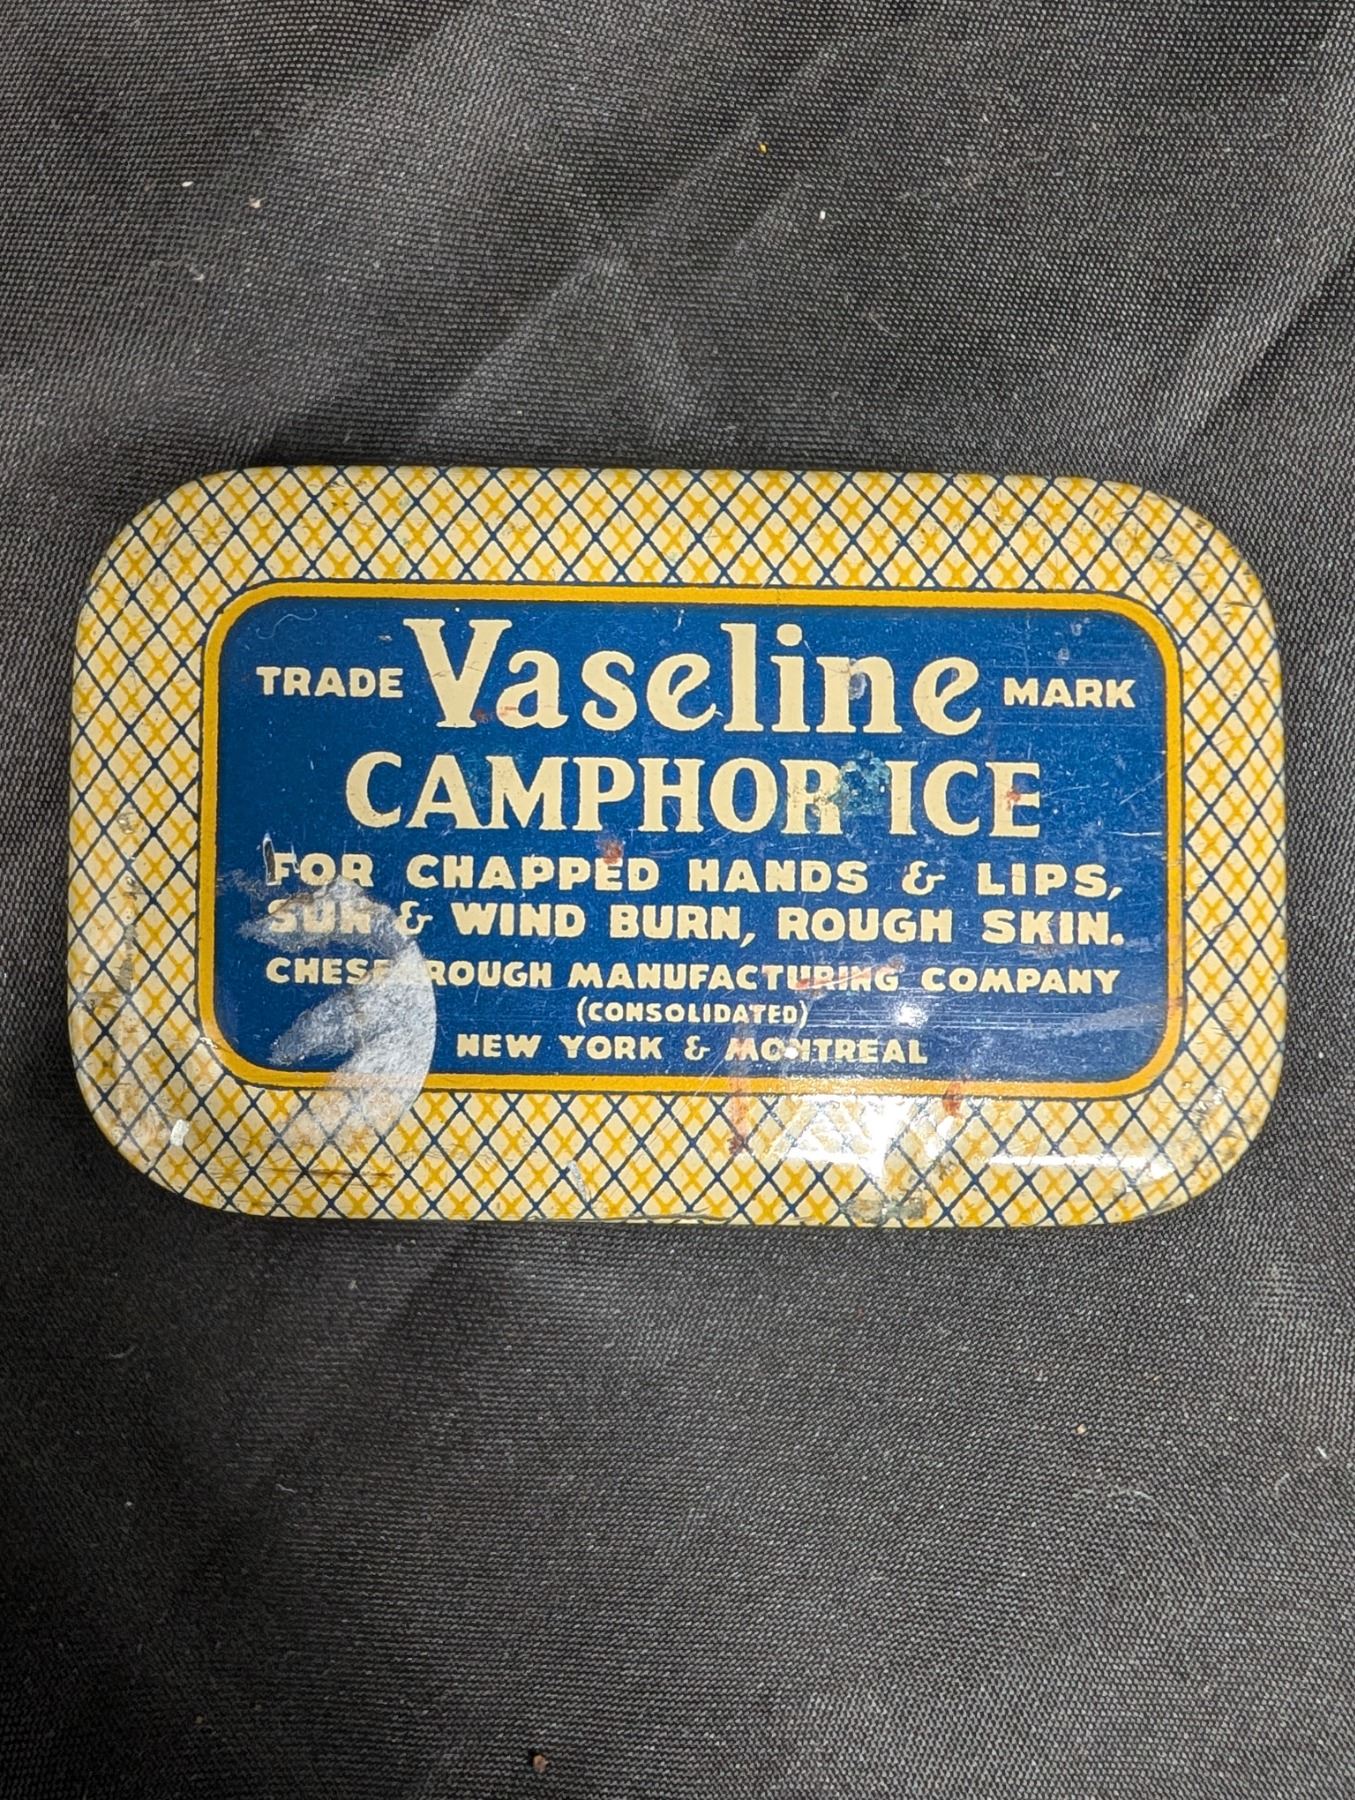 TRADE Vaseline MARK
CAMPHOR ICE
FOR CHAPPED HANDS & LIPS,
SUN & WIND BURN, ROUGH SKIN.
CHESEBROUGH MANUFACTURING COMPANY
(CONSOLIDATED)
NEW YORK & MONTREAL